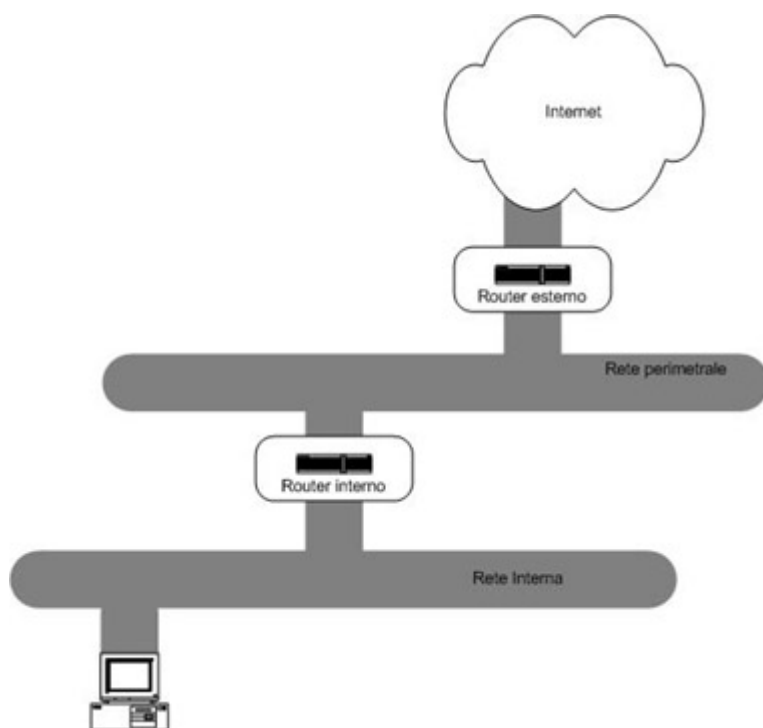 Internet
Router esterno
Rete perimetrale
Router interno
Rete Interna